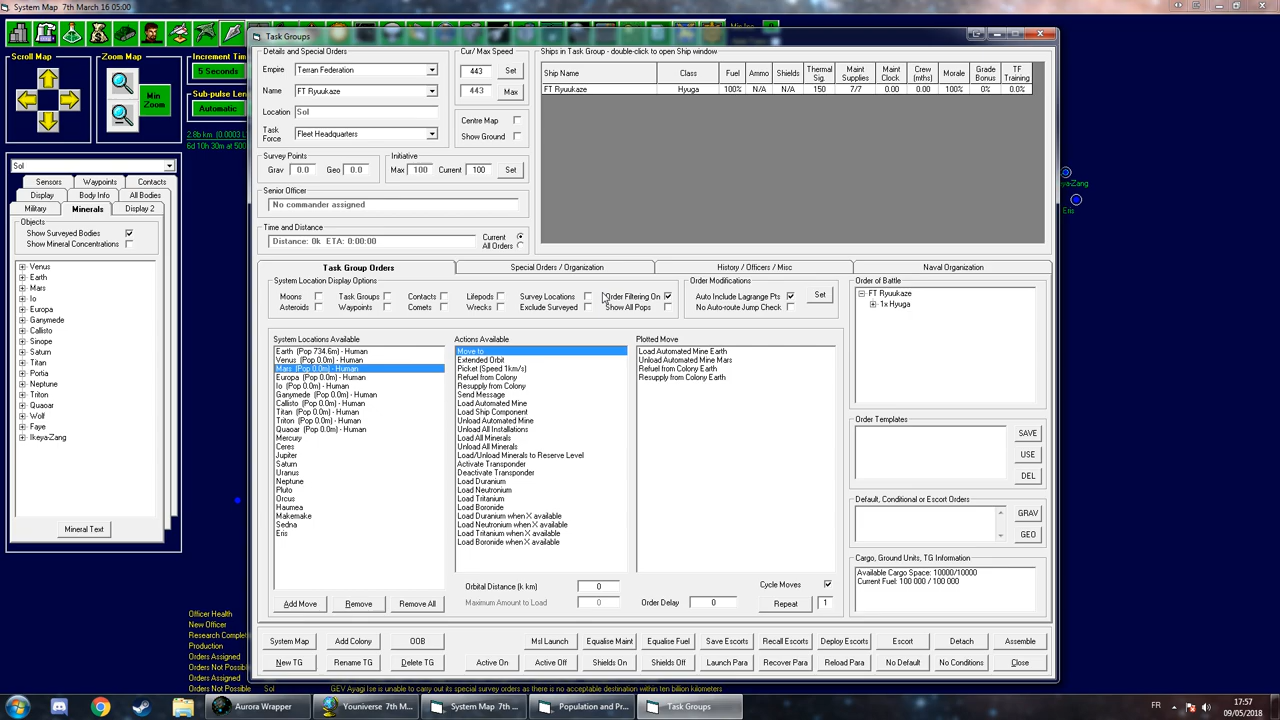 System Map  7th March 16 05:00
Scroll Map
Zoom Map
Min Zoom
Increment Time
5 Seconds
Sub-pulse Leng
Automatic
2.8b km  (0.0003 L
6d 10h 30m at 500
Sol
Sensors Waypoints Contacts
Display Body Info All Bodies
Military Minerals Display 2
Objects
Show Surveyed Bodies
Show Mineral Concentrations
Venus
Earth
Mars
Io
Europa
Ganymede
Callisto
Sinope
Saturn
Titan
Portia
Neptune
Triton
Quaoar
Wolf
Faye
Ikeya-Zang
Mineral Text
Officer Health
New Officer
Research Complet
Production
Orders Assigned
Orders Not Possibl
Orders Assigned
Orders Not Possibl Sol GEV Ayagi Ise is unable to carry out its special survey orders as there is no acceptable destination within ten billion kilometers
eya-Zang
Eris
Task Groups
Details and Special Orders
Empire Terran Federation
Name FT Ryuukaze
Location Sol
Task Force Fleet Headquarters
Cur/ Max Speed
443 Set
443 Max
Centre Map
Show Ground
Survey Points
Grav 0.0 Geo 0.0
Initiative
Max 100 Current 100 Set
Senior Officer
No commander assigned
Time and Distance
Distance: 0k  ETA: 0:00:00
Current
All Orders
Ships in Task Group - double-click to open Ship window
Ship Name Class Fuel Ammo Shields Thermal Sig. Maint Supplies Maint Clock Crew (mths) Morale Grade Bonus TF Training
FT Ryuukaze Hyuga 100% N/A N/A 150 7/7 0.00 0.00 100% 0% 0.0%
Task Group Orders Special Orders / Organization History / Officers / Misc Naval Organization
System Location Display Options
Moons Task Groups Contacts Lifepods Survey Locations Order Filtering On
Asteroids Waypoints Comets Wrecks Exclude Surveyed Show All Pops
Order Modifications
Auto Include Lagrange Pts
No Auto-route Jump Check
Set
System Locations Available
Earth (Pop 734.6m) - Human
Venus (Pop 0.0m) - Human
Mars  (Pop 0.0m) - Human
Europa  (Pop 0.0m) - Human
Io  (Pop 0.0m) - Human
Ganymede  (Pop 0.0m) - Human
Callisto  (Pop 0.0m) - Human
Titan  (Pop 0.0m) - Human
Triton  (Pop 0.0m) - Human
Quaoar  (Pop 0.0m) - Human
Mercury
Ceres
Jupiter
Saturn
Uranus
Neptune
Pluto
Orcus
Haumea
Makemake
Sedna
Eris
Add Move Remove Remove All
Actions Available
Move to
Extended Orbit
Picket (Speed 1km/s)
Refuel from Colony
Resupply from Colony
Send Message
Load Automated Mine
Load Ship Component
Unload Automated Mine
Unload All Installations
Load All Minerals
Unload All Minerals
Load/Unload Minerals to Reserve Level
Activate Transponder
Deactivate Transponder
Load Duranium
Load Neutronium
Load Tritanium
Load Boronide
Load Duranium when X available
Load Neutronium when X available
Load Tritanium when X available
Load Boronide when X available
Orbital Distance (k km) 0
Maximum Amount to Load 0
Plotted Move
Load Automated Mine Earth
Unload Automated Mine Mars
Refuel from Colony Earth
Resupply from Colony Earth
Cycle Moves
Order Delay 0 Repeat 1
Order of Battle
FT Ryuukaze
1x Hyuga
Order Templates
SAVE
USE
DEL
Default, Conditional or Escort Orders
GRAV
GEO
Cargo, Ground Units, TG Information
Available Cargo Space: 10000/10000
Current Fuel: 100 000 / 100 000
System Map Add Colony OOB Msl Launch Equalise Maint Equalise Fuel Save Escorts Recall Escorts Deploy Escorts Escort Detach Assemble
New TG Rename TG Delete TG Active On Active Off Shields On Shields Off Launch Para Recover Para Reload Para No Default No Conditions Close
Aurora Wrapper Youniverse  7th M... System Map  7th ... Population and Pr... Task Groups FR 17:57
09/05/2018